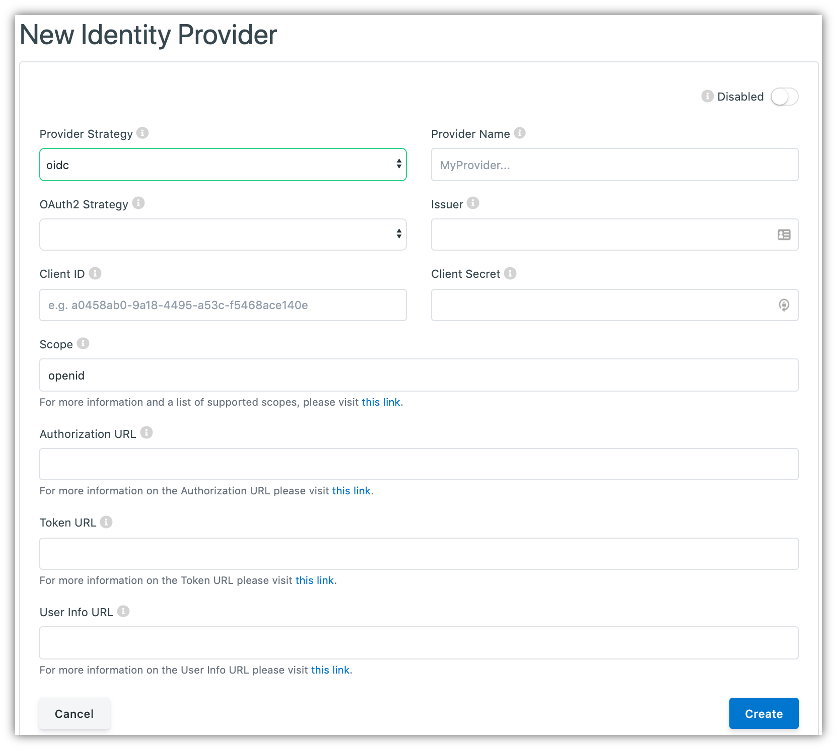 New Identity Provider
Disabled
Provider Strategy
Provider Name
oidc
MyProvider...
OAuth2 Strategy
Issuer
Client ID
Client Secret
e.g. a0458ab0-9a18-4495-a53c-f5468ace140e
Scope
openid
For more information and a list of supported scopes, please visit this link.
Authorization URL
For more information on the Authorization URL please visit this link.
Token URL
For more information on the Token URL please visit this link.
User Info URL
For more information on the User Info URL please visit this link.
Cancel
Create